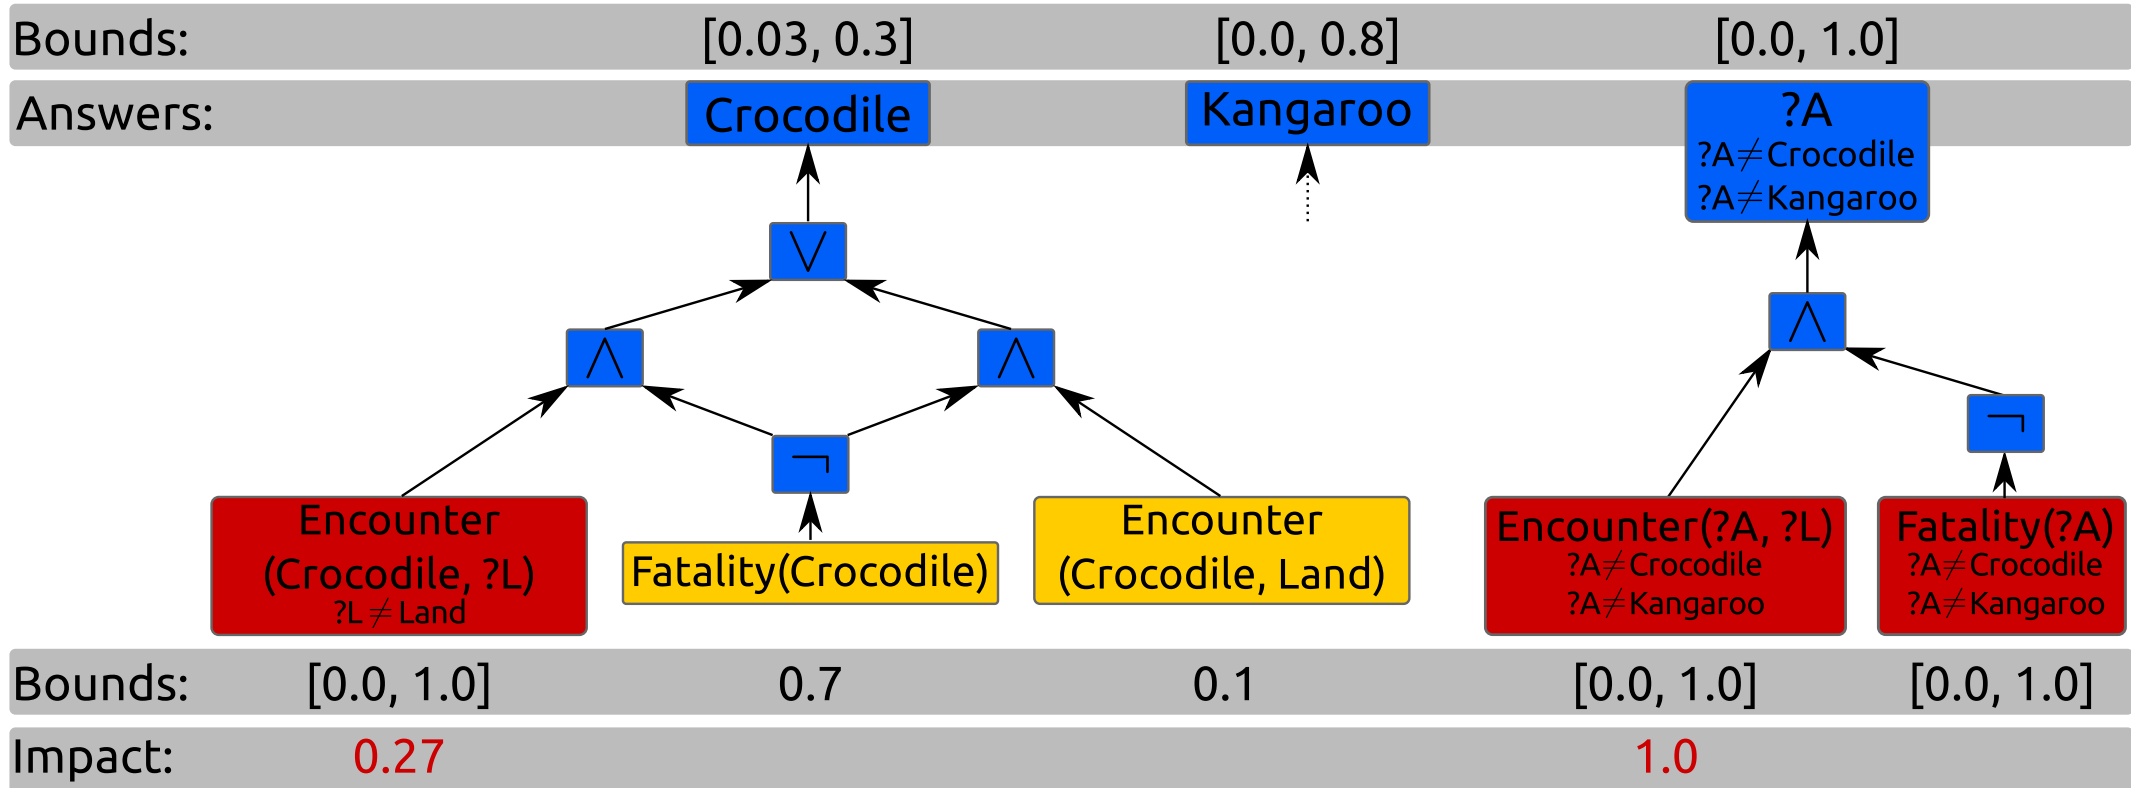 Bounds: [0.03, 0.3] [0.0, 0.8] [0.0, 1.0]
Answers: Crocodile Kangaroo ?A
?A≠Crocodile
?A≠Kangaroo
∨
∧ ∧ ∧
¬ ¬
Encounter
(Crocodile, ?L)
?L≠Land
Fatality(Crocodile)
Encounter
(Crocodile, Land)
Encounter(?A, ?L)
?A≠Crocodile
?A≠Kangaroo
Fatality(?A)
?A≠Crocodile
?A≠Kangaroo
Bounds: [0.0, 1.0] 0.7 0.1 [0.0, 1.0] [0.0, 1.0]
Impact: 0.27 1.0